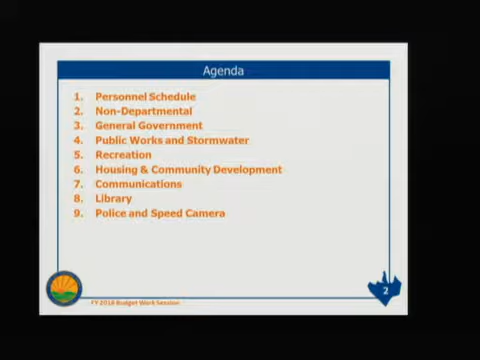 Agenda
1. Personnel Schedule
2. Non-Departmental
3. General Government
4. Public Works and Stormwater
5. Recreation
6. Housing & Community Development
7. Communications
8. Library
9. Police and Speed Camera
2
FY 2018 Budget Work Session